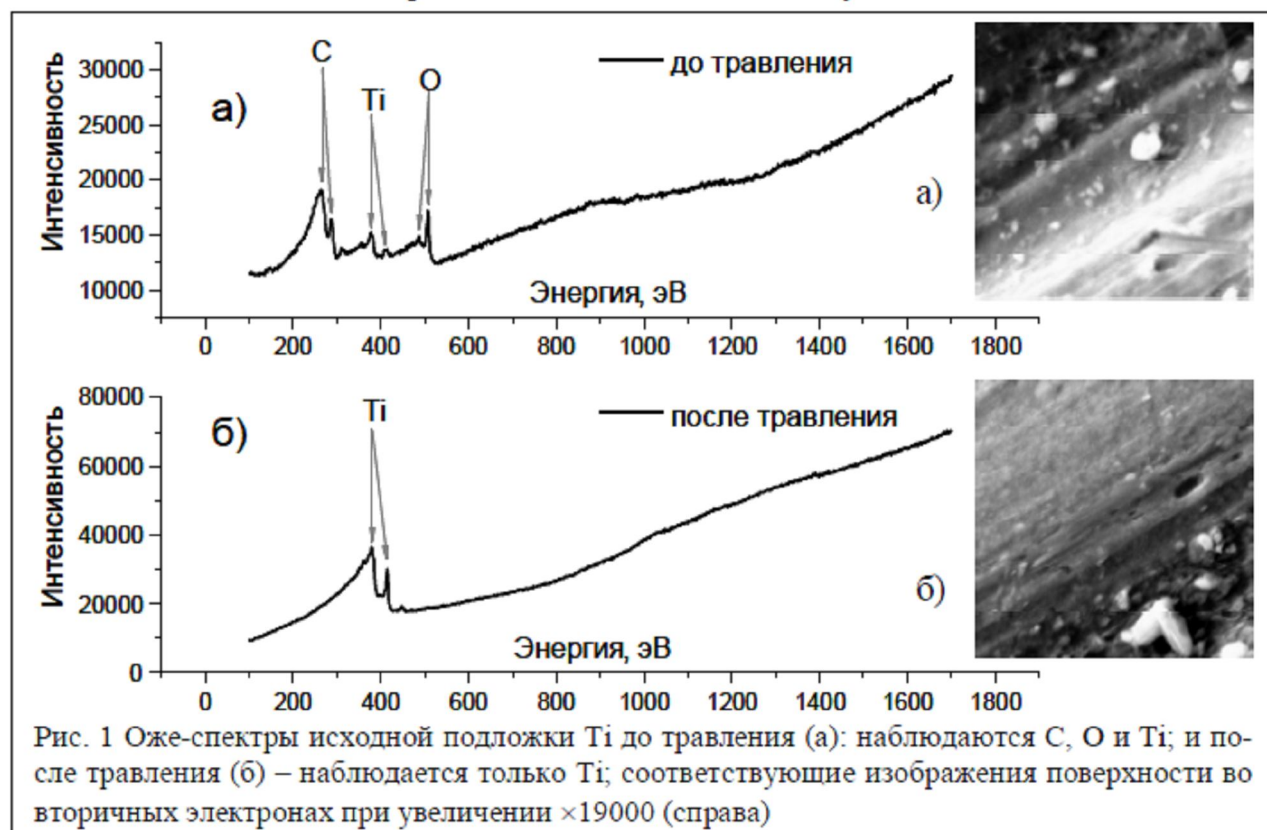 30000
25000
20000
15000
10000
Интенсивность
а)
C
Ti
O
до травления
Энергия, эВ
0 200 400 600 800 1000 1200 1400 1600 1800
а)
80000
60000
40000
20000
0
Интенсивность
б)
Ti
после травления
Энергия, эВ
0 200 400 600 800 1000 1200 1400 1600 1800
б)
Рис. 1 Оже-спектры исходной подложки Ti до травления (а): наблюдаются C, O и Ti; и по-
сле травления (б) – наблюдается только Ti; соответствующие изображения поверхности во
вторичных электронах при увеличении ×19000 (справа)